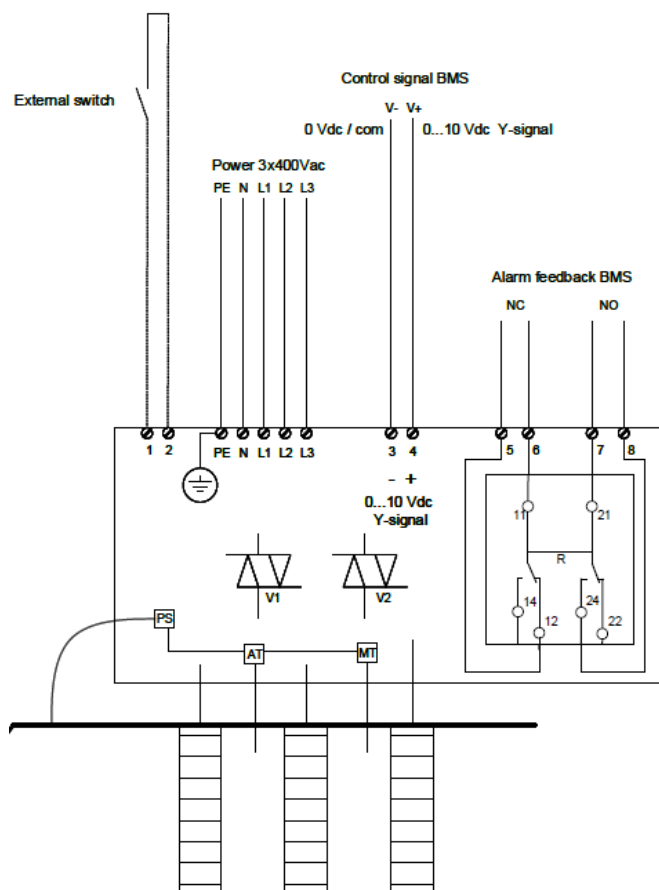 External switch
Control signal BMS
V- V+
0 Vdc / com
0...10 Vdc Y-signal
Power 3x400Vac
PE N L1 L2 L3
Alarm feedback BMS
NC NO
1 2 PE N L1 L2 L3 3 4 5 6 7 8
- +
0...10 Vdc
Y-signal
11 21
R
V1 V2
14 12 24 22
PS
AT MT